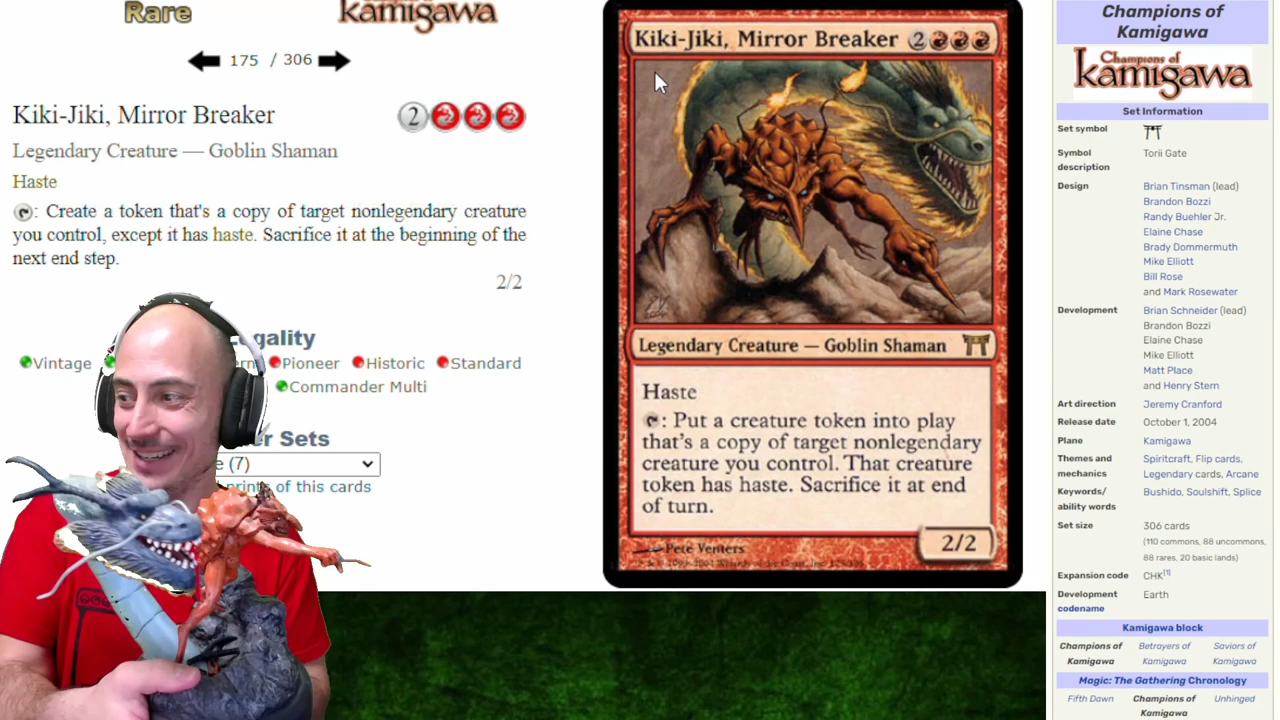 Rare
Champions of
kamigawa
175 / 306
Kiki-Jiki, Mirror Breaker
2
Legendary Creature — Goblin Shaman
Haste
: Create a token that's a copy of target nonlegendary creature
you control, except it has haste. Sacrifice it at the beginning of the
next end step.
2/2
egality
Vintage
Pioneer
Historic
Standard
Commander Multi
er Sets
e (7)
prints of this cards
Kiki-Jiki, Mirror Breaker 2
Legendary Creature — Goblin Shaman
Haste
: Put a creature token into play
that's a copy of target nonlegendary
creature you control. That creature
token has haste. Sacrifice it at end
of turn.
Pete Venters
2/2
Champions of
Kamigawa
Champions of
kamigawa
Set Information
Set symbol
Symbol description Torii Gate
Design Brian Tinsman (lead)
Brandon Bozzi
Randy Buehler Jr.
Elaine Chase
Brady Dommermuth
Mike Elliott
Bill Rose
and Mark Rosewater
Development Brian Schneider (lead)
Brandon Bozzi
Elaine Chase
Mike Elliott
Matt Place
and Henry Stern
Art direction Jeremy Cranford
Release date October 1, 2004
Plane Kamigawa
Themes and Spiritcraft, Flip cards,
mechanics Legendary cards, Arcane
Keywords/ Bushido, Soulshift, Splice
ability words
Set size 306 cards
(110 commons, 88 uncommons,
88 rares, 20 basic lands)
Expansion code CHK[1]
Development Earth
codename
Kamigawa block
Champions of Kamigawa
Betrayers of Kamigawa
Saviors of Kamigawa
Magic: The Gathering Chronology
Fifth Dawn
Champions of Kamigawa
Unhinged